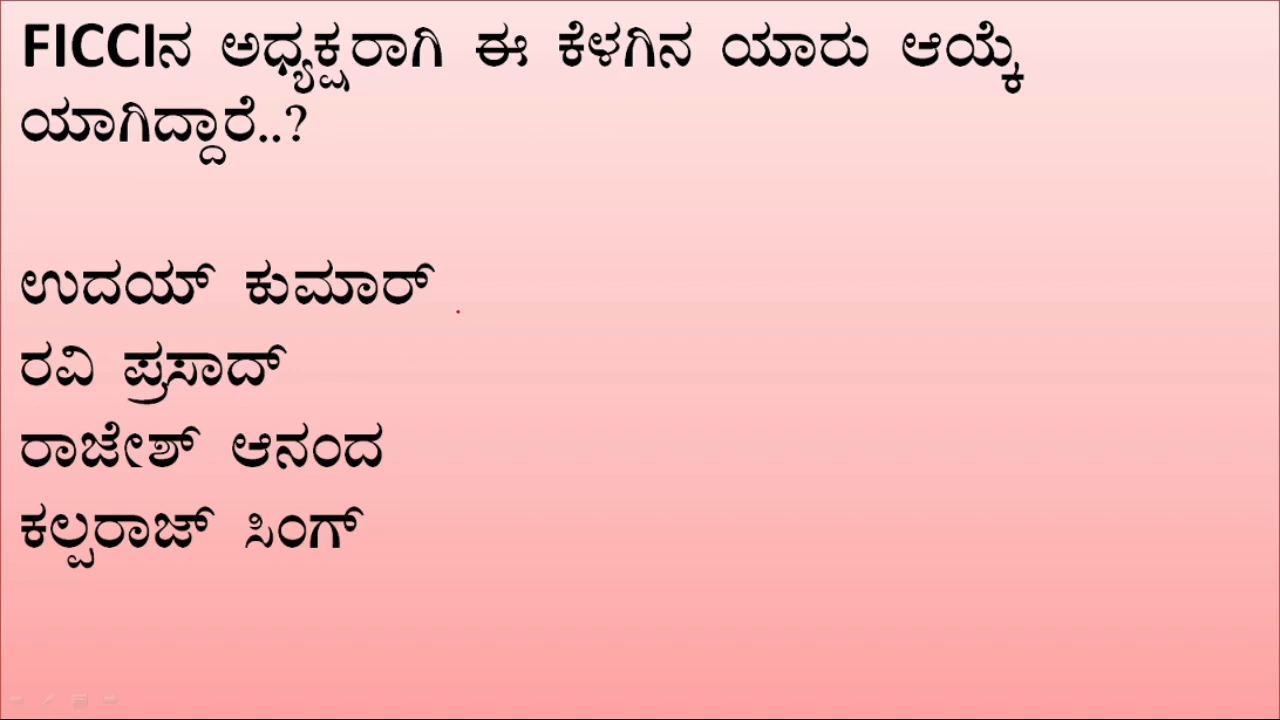 FICCIನ ಅಧ್ಯಕ್ಷರಾಗಿ ಈ ಕೆಳಗಿನ ಯಾರು ಆಯ್ಕೆ
ಯಾಗಿದ್ದಾರೆ..?
ಉದಯ್ ಕುಮಾರ್
ರವಿ ಪ್ರಸಾದ್
ರಾಜೇಶ್ ಆನಂದ
ಕಲ್ಪರಾಜ್ ಸಿಂಗ್